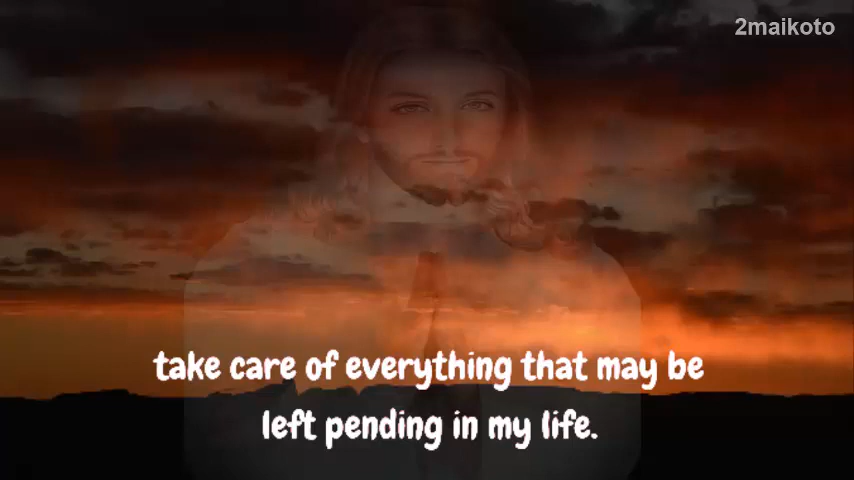 2maikoto
take care of everything that may be
left pending in my life.